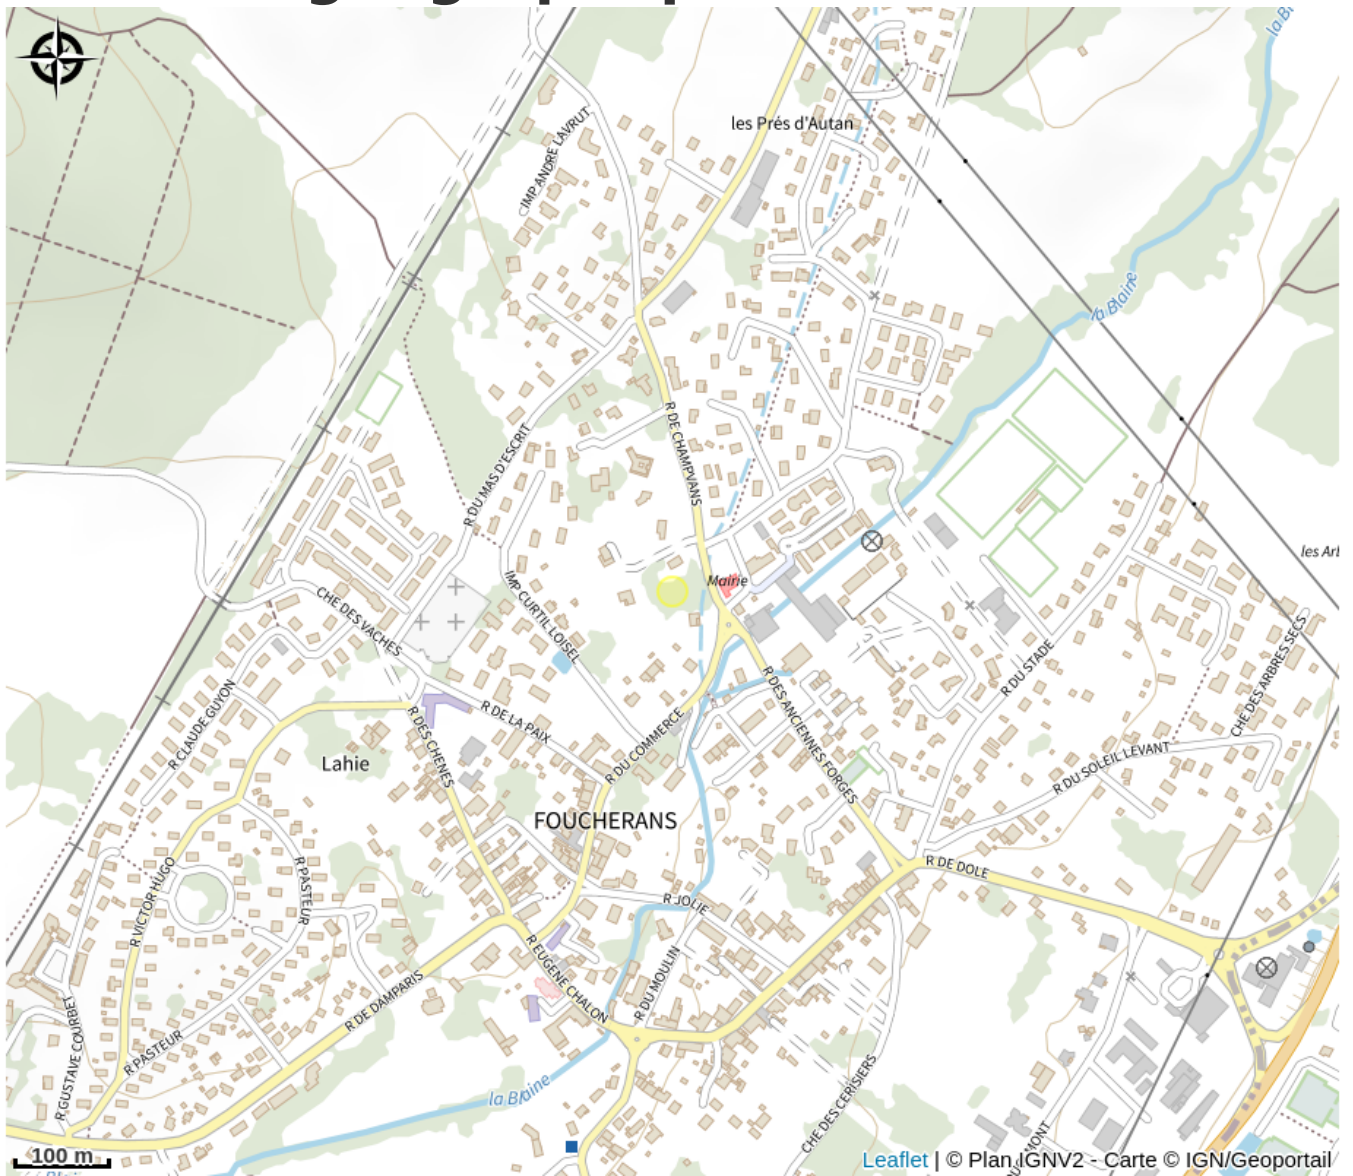 la Bl
les Prés d'Autan
IMP ANDRE LAVRUT
la Blaine
R DE CHAMPVANS
R DU MAS D'ESCRIT
les Arb
Mairie
IMP CURTIL LOISEL
CHE DES VACHES
R DU STADE
CHE DES ARBRES SECS
R CLAUDE GUYON
R DES ANCIENNES FORGES
R DE LA PAIX
R DU COMMERCE
R DES CHENES
R DU SOLEIL LEVANT
Lahie
FOUCHERANS
R DE DOLE
R VICTOR HUGO
R PASTEUR
R JOLIE
R EUGENE CHALON
R DU MOULIN
R DE DAMPARIS
R GUSTAVE COURBET
R PASTEUR
la Blaine
CHE DES CERISIERS
100 m
Leaflet | © Plan IGNV2 - Carte © IGN/Geoportail